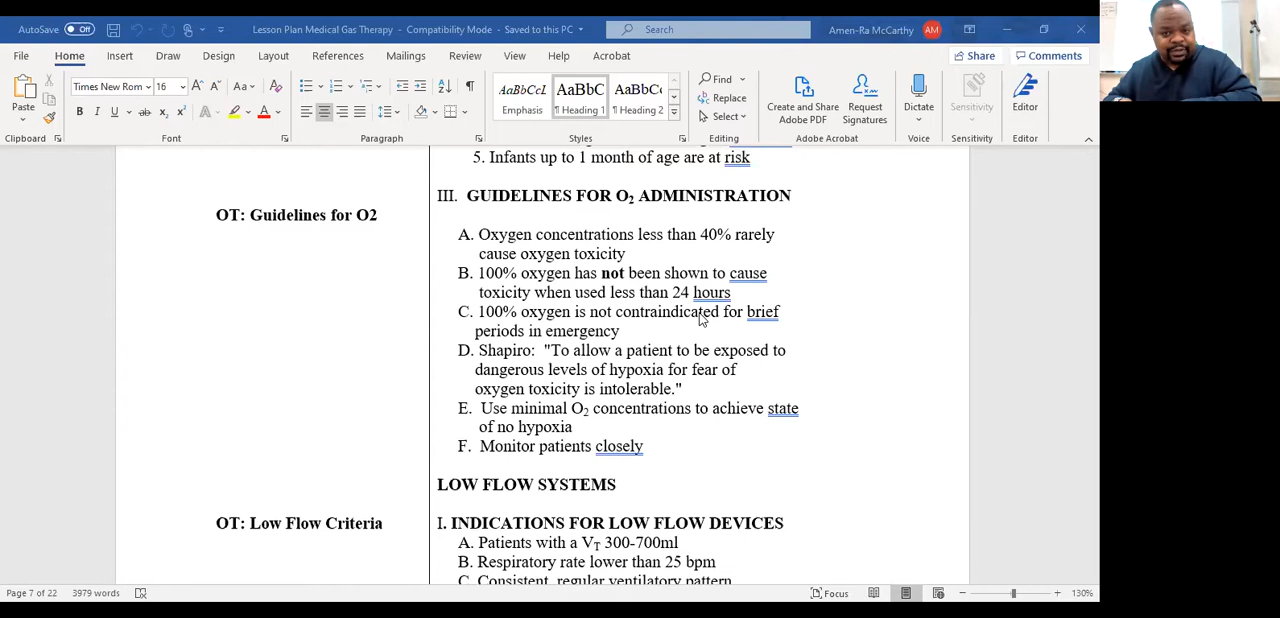 AutoSave Off Lesson Plan Medical Gas Therapy - Compatibility Mode - Saved to this PC Search Amen-Ra McCarthy AM
File Home Insert Draw Design Layout References Mailings Review View Help Acrobat Share Comments
Times New Rom 16 Aa AaBbCcI AaBbC AaBbC Find Replace Select
Paste B I U ab x₂ x² A A Emphasis ¶ Heading 1 ¶ Heading 2 Create and Share Adobe PDF Request Signatures Dictate Sensitivity Editor
Clipboard Font Paragraph Styles Editing Adobe Acrobat Voice Sensitivity Editor
5. Infants up to 1 month of age are at risk
III. GUIDELINES FOR O₂ ADMINISTRATION
OT: Guidelines for O2
A. Oxygen concentrations less than 40% rarely
cause oxygen toxicity
B. 100% oxygen has not been shown to cause
toxicity when used less than 24 hours
C. 100% oxygen is not contraindicated for brief
periods in emergency
D. Shapiro: "To allow a patient to be exposed to
dangerous levels of hypoxia for fear of
oxygen toxicity is intolerable."
E. Use minimal O₂ concentrations to achieve state
of no hypoxia
F. Monitor patients closely
LOW FLOW SYSTEMS
OT: Low Flow Criteria
I. INDICATIONS FOR LOW FLOW DEVICES
A. Patients with a V_T 300-700ml
B. Respiratory rate lower than 25 bpm
C. Consistent, regular ventilatory pattern
Page 7 of 22 3979 words Focus 130%